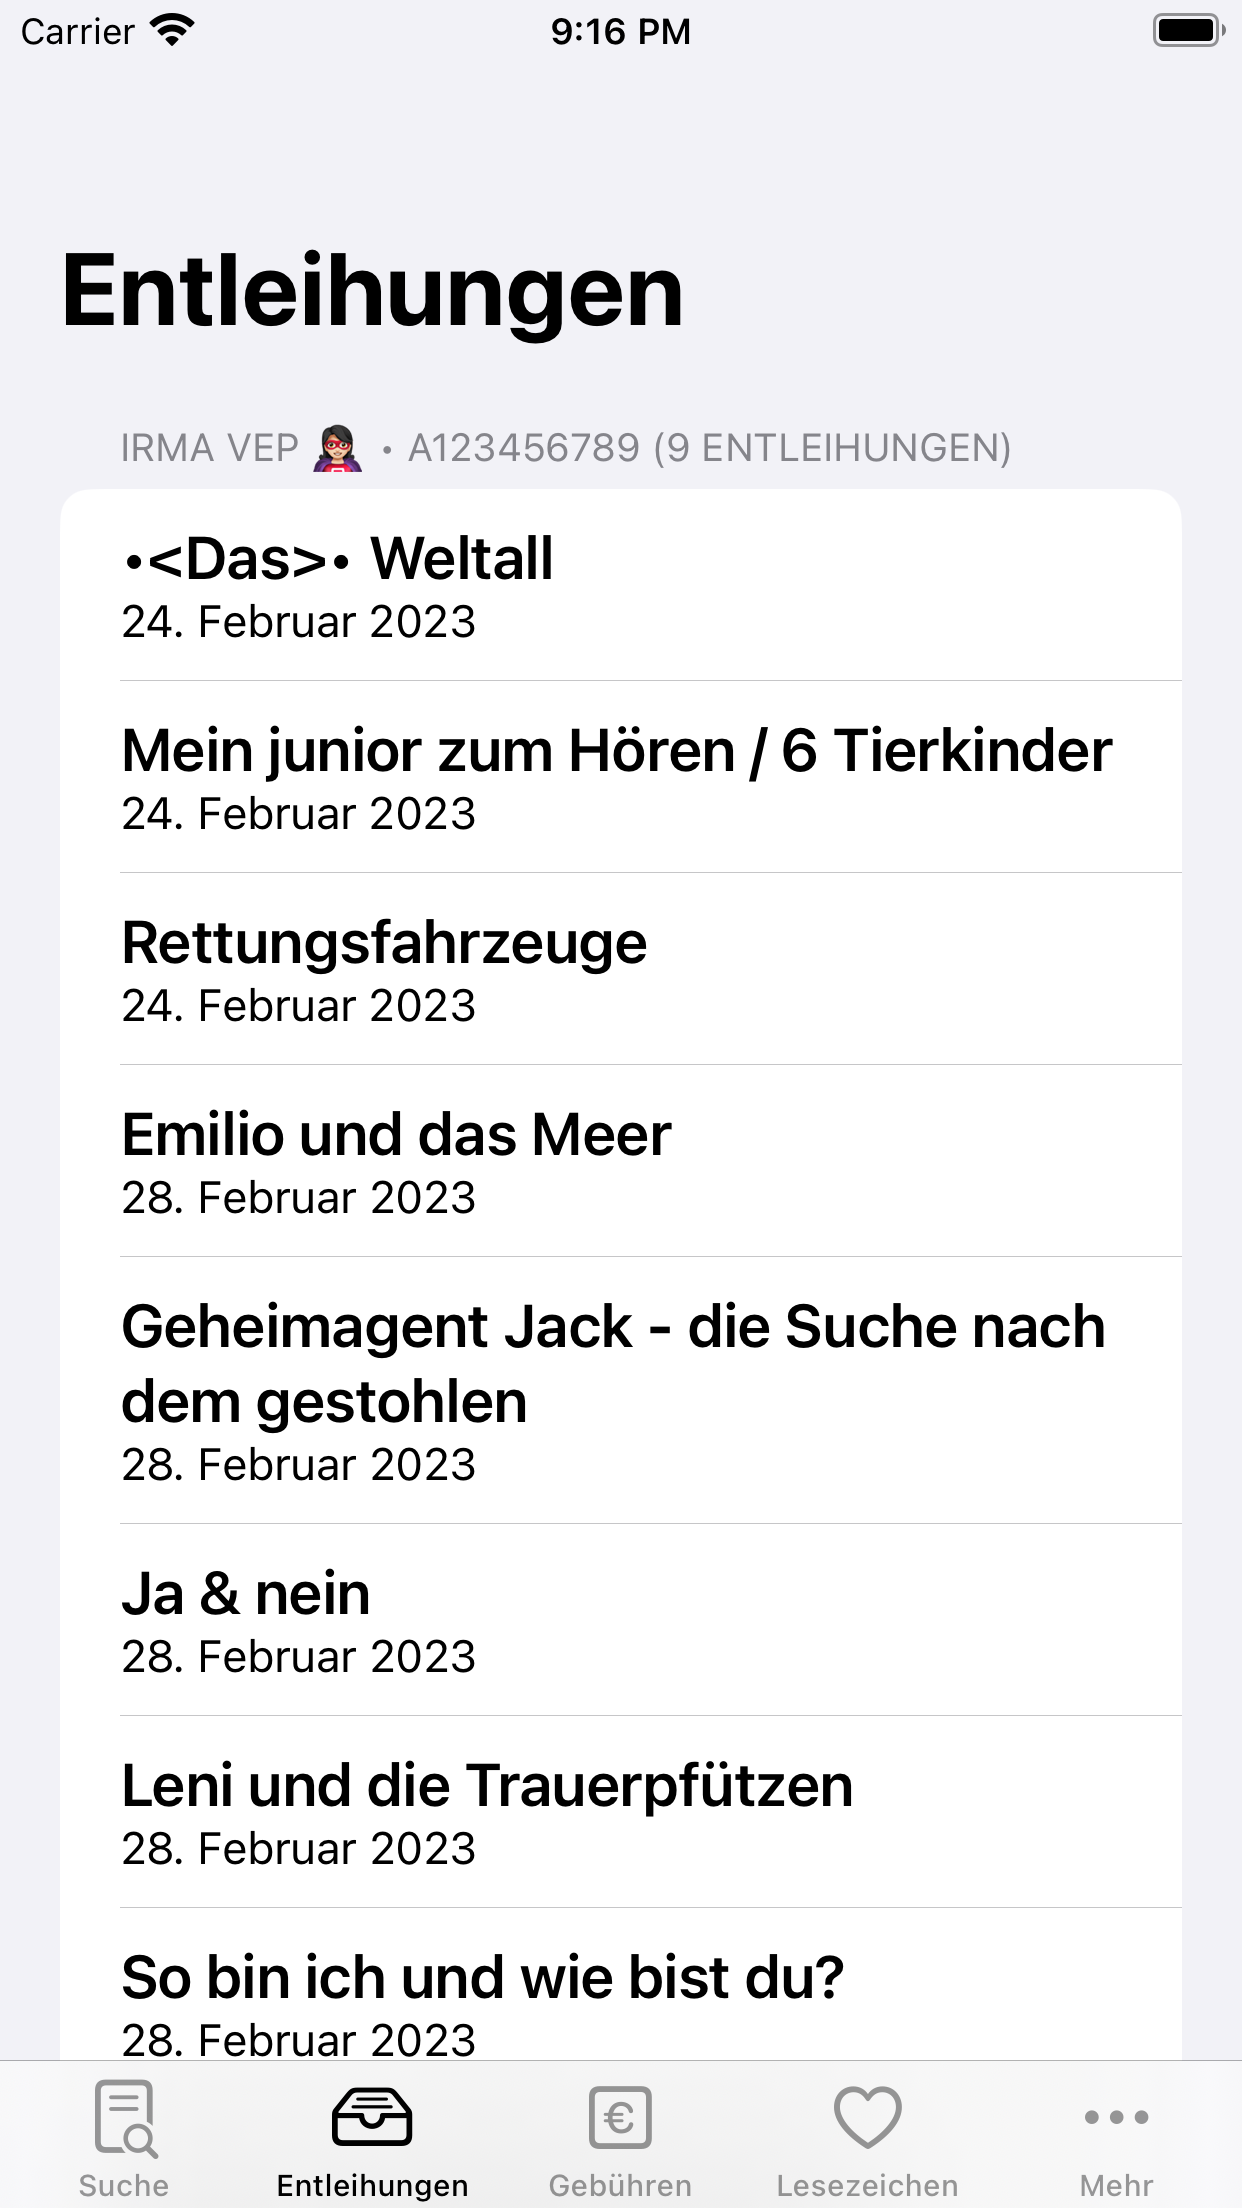 Carrier
9:16 PM
Entleihungen
IRMA VEP 🦸🏻‍♀️ • A123456789 (9 ENTLEIHUNGEN)
•<Das>• Weltall
24. Februar 2023
Mein junior zum Hören / 6 Tierkinder
24. Februar 2023
Rettungsfahrzeuge
24. Februar 2023
Emilio und das Meer
28. Februar 2023
Geheimagent Jack - die Suche nach
dem gestohlen
28. Februar 2023
Ja & nein
28. Februar 2023
Leni und die Trauerpfützen
28. Februar 2023
So bin ich und wie bist du?
28. Februar 2023
Suche
Entleihungen
Gebühren
Lesezeichen
Mehr